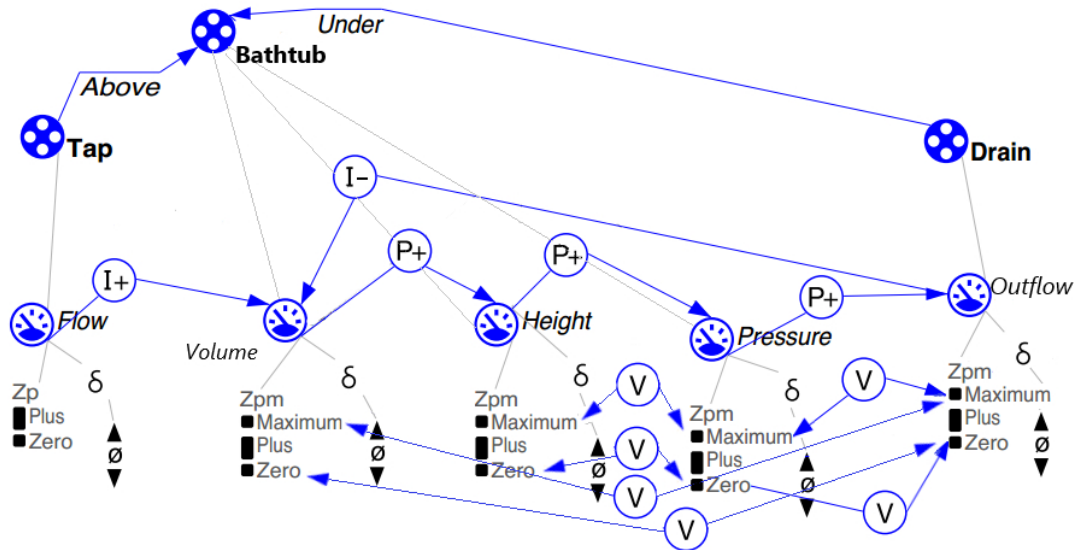 Under
Bathtub
Above
Tap
Drain
I-
P+
P+
I+
P+
Flow
Volume
Height
Pressure
Outflow
δ
Zp
Plus
Zero
ø
δ
Zpm
Maximum
Plus
Zero
ø
δ
Zpm
Maximum
Plus
Zero
ø
δ
Zpm
Maximum
Plus
Zero
ø
δ
Zpm
Maximum
Plus
Zero
ø
V
V
V
V
V
V